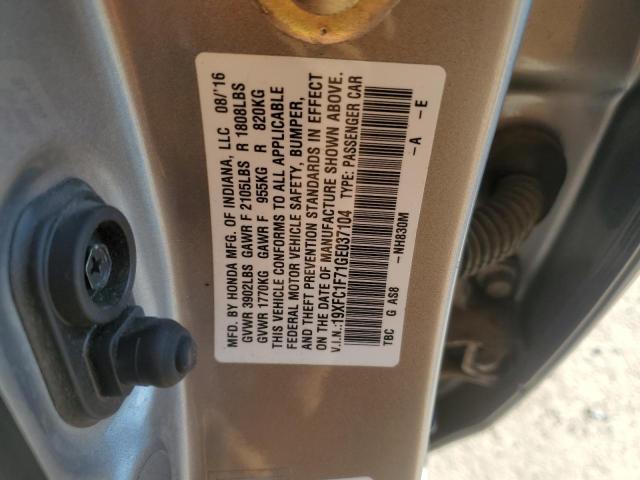 MFD. BY HONDA MFG. OF INDIANA, LLC 08/'16
GVWR 3902LBS GAWR F 2105LBS R 1808LBS
GVWR 1770KG GAWR F 955KG R 820KG
THIS VEHICLE CONFORMS TO ALL APPLICABLE
FEDERAL MOTOR VEHICLE SAFETY, BUMPER,
AND THEFT PREVENTION STANDARDS IN EFFECT
ON THE DATE OF MANUFACTURE SHOWN ABOVE.
V.I.N.:19XFC1F71GE037104 TYPE: PASSENGER CAR
TBC G AS8 -NH830M -A -E